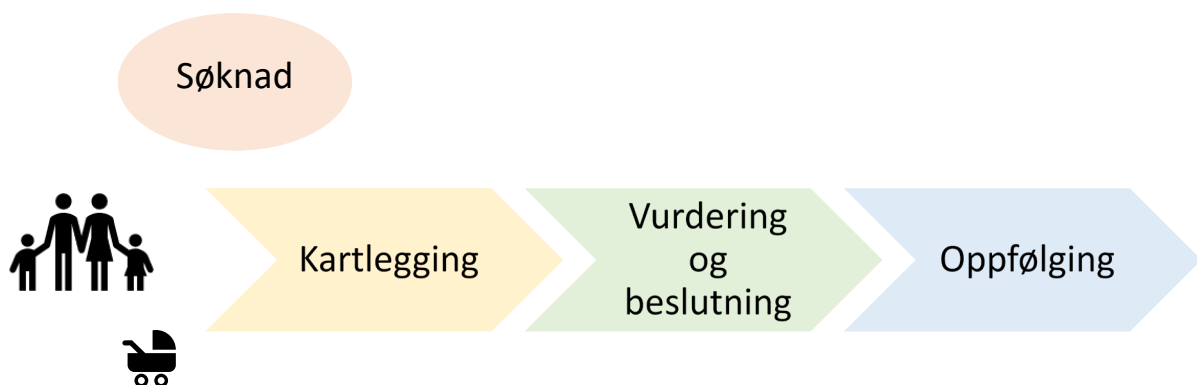 Søknad
Kartlegging
Vurdering
og
beslutning
Oppfølging